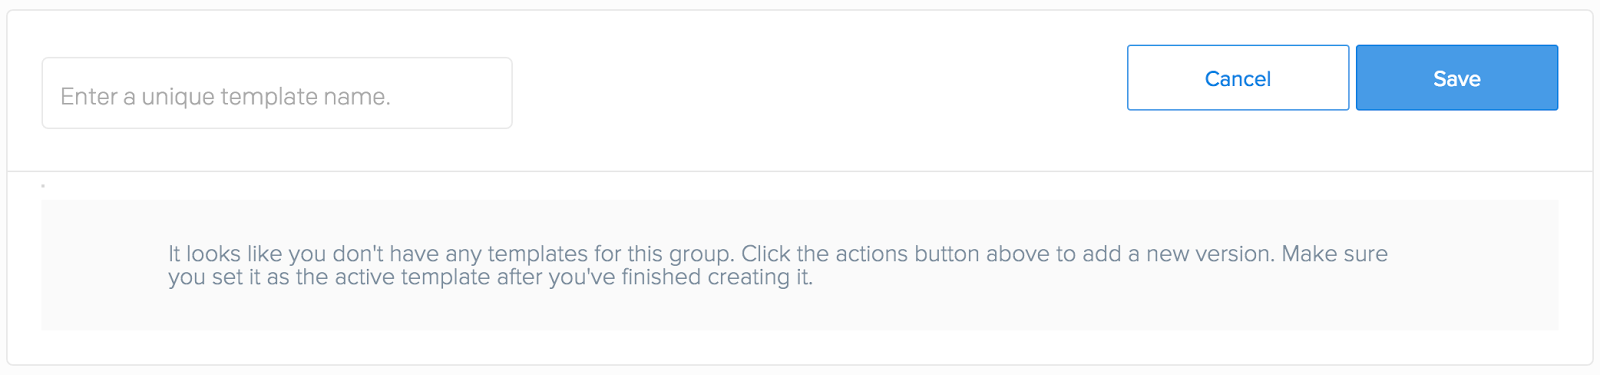 Enter a unique template name.
Cancel
Save
It looks like you don't have any templates for this group. Click the actions button above to add a new version. Make sure
you set it as the active template after you've finished creating it.